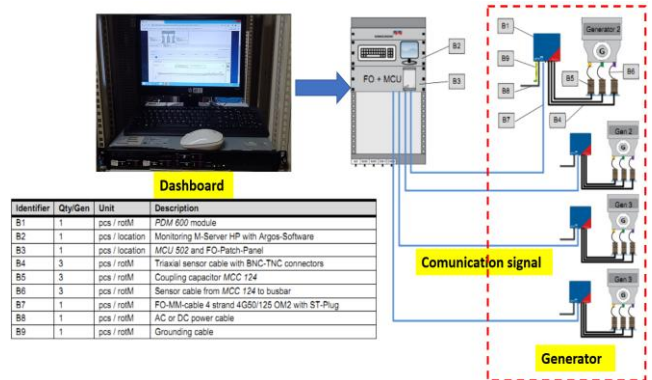 B1
B9
B8
B7
Generator 2
G
B6
B5
B4
B2
B3
FO + MCU
Gen 2
G
Gen 3
G
Gen 3
G
Dashboard
Comunication signal
Generator
Identifier Qty/Gen Unit Description
B1 1 pcs / rotM PDM 600 module
B2 1 pcs / location Monitoring M-Server HP with Argos-Software
B3 1 pcs / location MCU 502 and FO-Patch-Panel
B4 3 pcs / rotM Triaxial sensor cable with BNC-TNC connectors
B5 3 pcs / rotM Coupling capacitor MCC 124
B6 3 pcs / rotM Sensor cable from MCC 124 to busbar
B7 1 pcs / rotM FO-MM-cable 4 strand 4G50/125 OM2 with ST-Plug
B8 1 pcs / rotM AC or DC power cable
B9 1 pcs / rotM Grounding cable